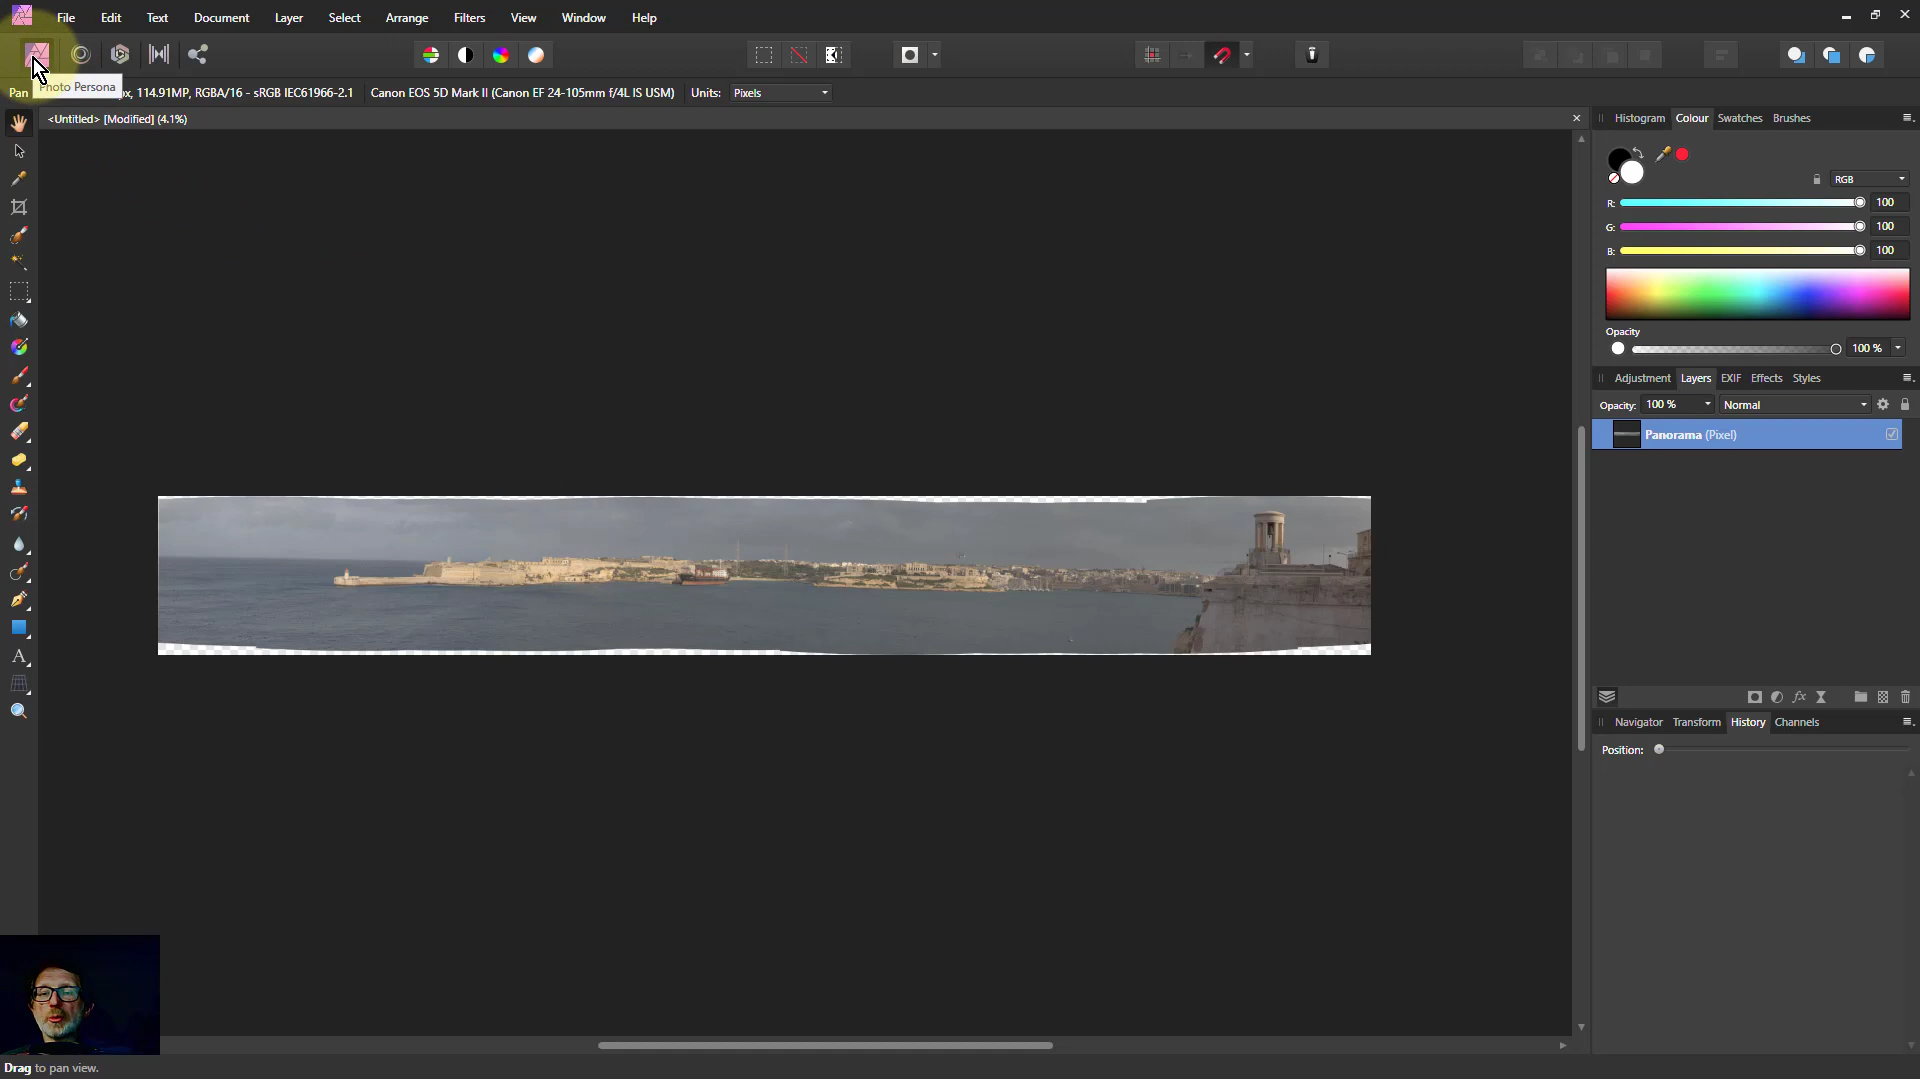 File Edit Text Document Layer Select Arrange Filters View Window Help
Photo Persona
Pan
px, 114.91MP, RGBA/16 - sRGB IEC61966-2.1 Canon EOS 5D Mark II (Canon EF 24-105mm f/4L IS USM) Units: Pixels
<Untitled> [Modified] (4.1%)
Histogram Colour Swatches Brushes
RGB
R: 100
G: 100
B: 100
Opacity
100 %
Adjustment Layers EXIF Effects Styles
Opacity: 100 % Normal
Panorama (Pixel)
fx
Navigator Transform History Channels
Position:
A
Drag to pan view.